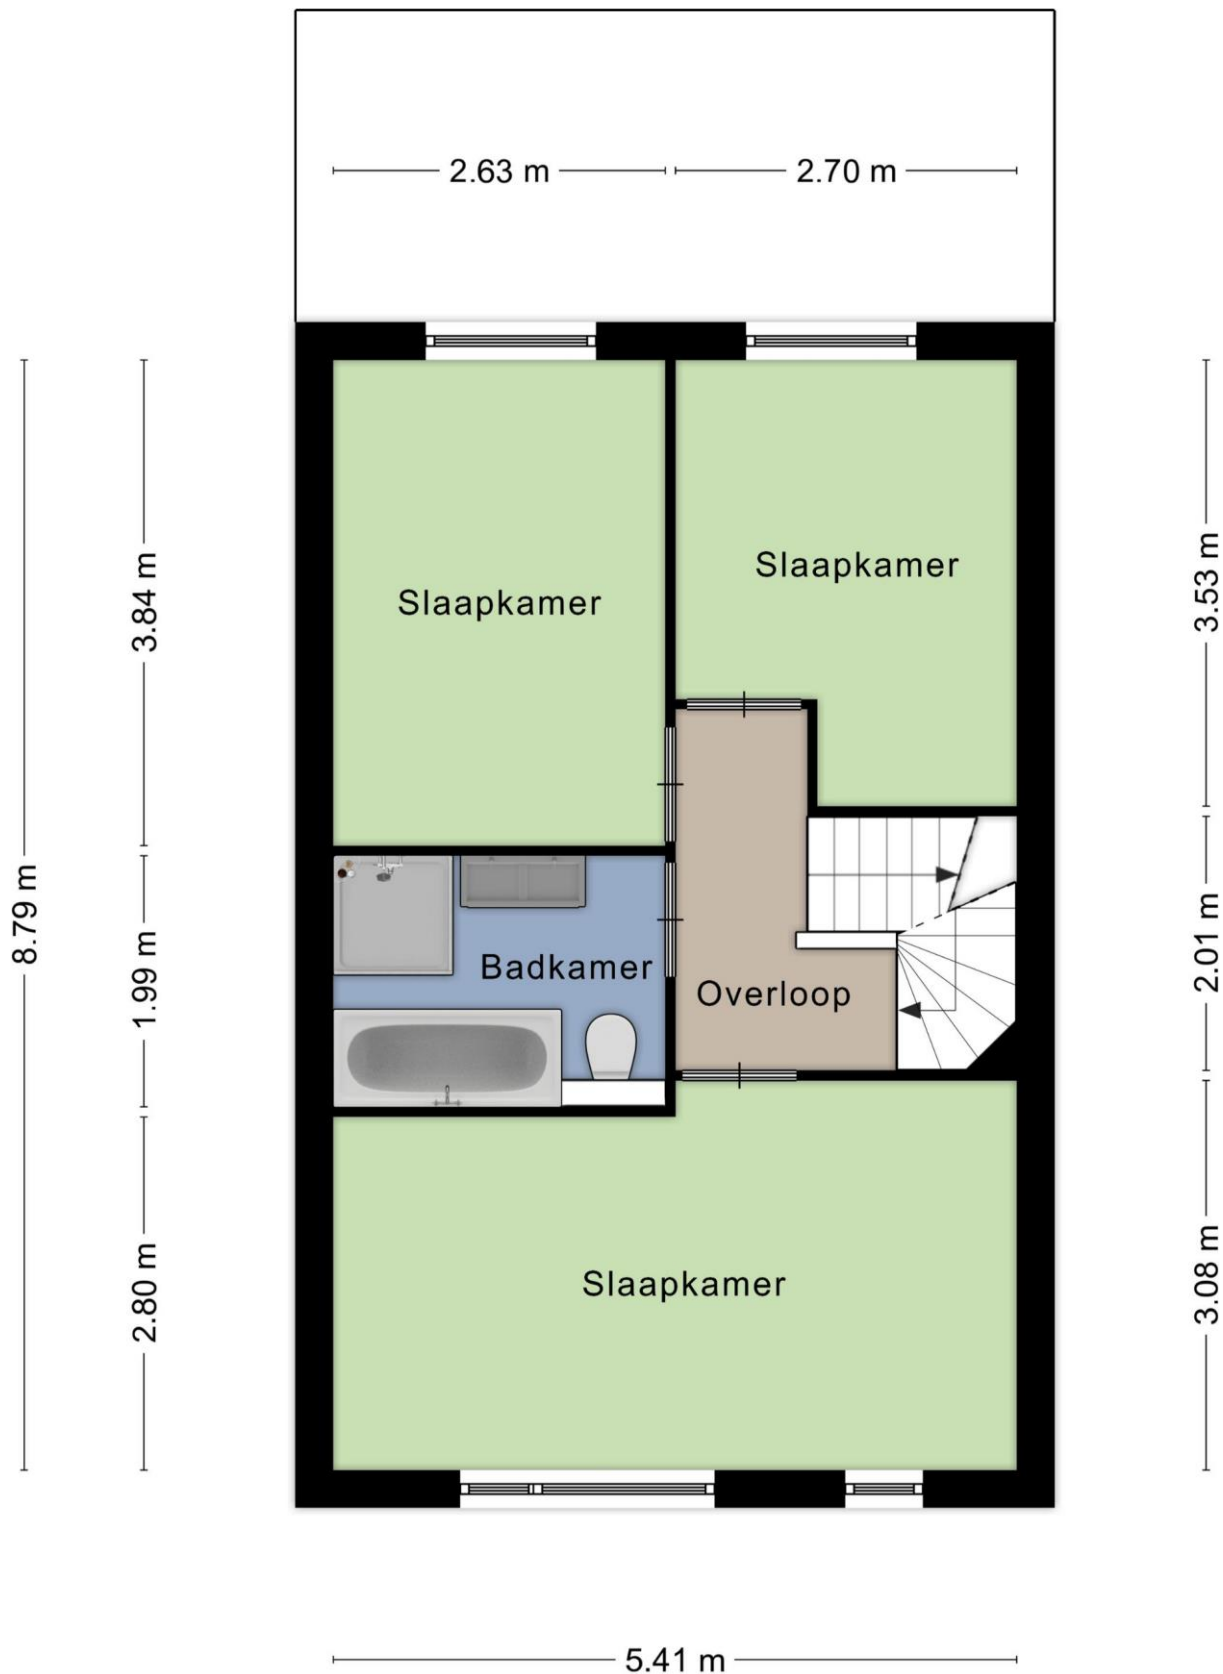 2.63 m
2.70 m
3.53 m
Slaapkamer
3.84 m
Slaapkamer
8.79 m
2.01 m
Badkamer
1.99 m
Overloop
3.08 m
Slaapkamer
2.80 m
5.41 m